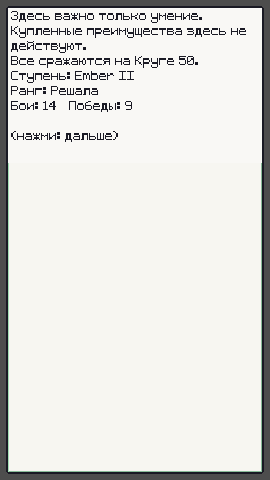 Здесь важно только умение.
Купленные преимущества здесь не
действуют.
Все сражаются на Круге 50.
Ступень: Ember II
Ранг: Решала
Бои: 14 Победы: 9
(нажми: дальше)